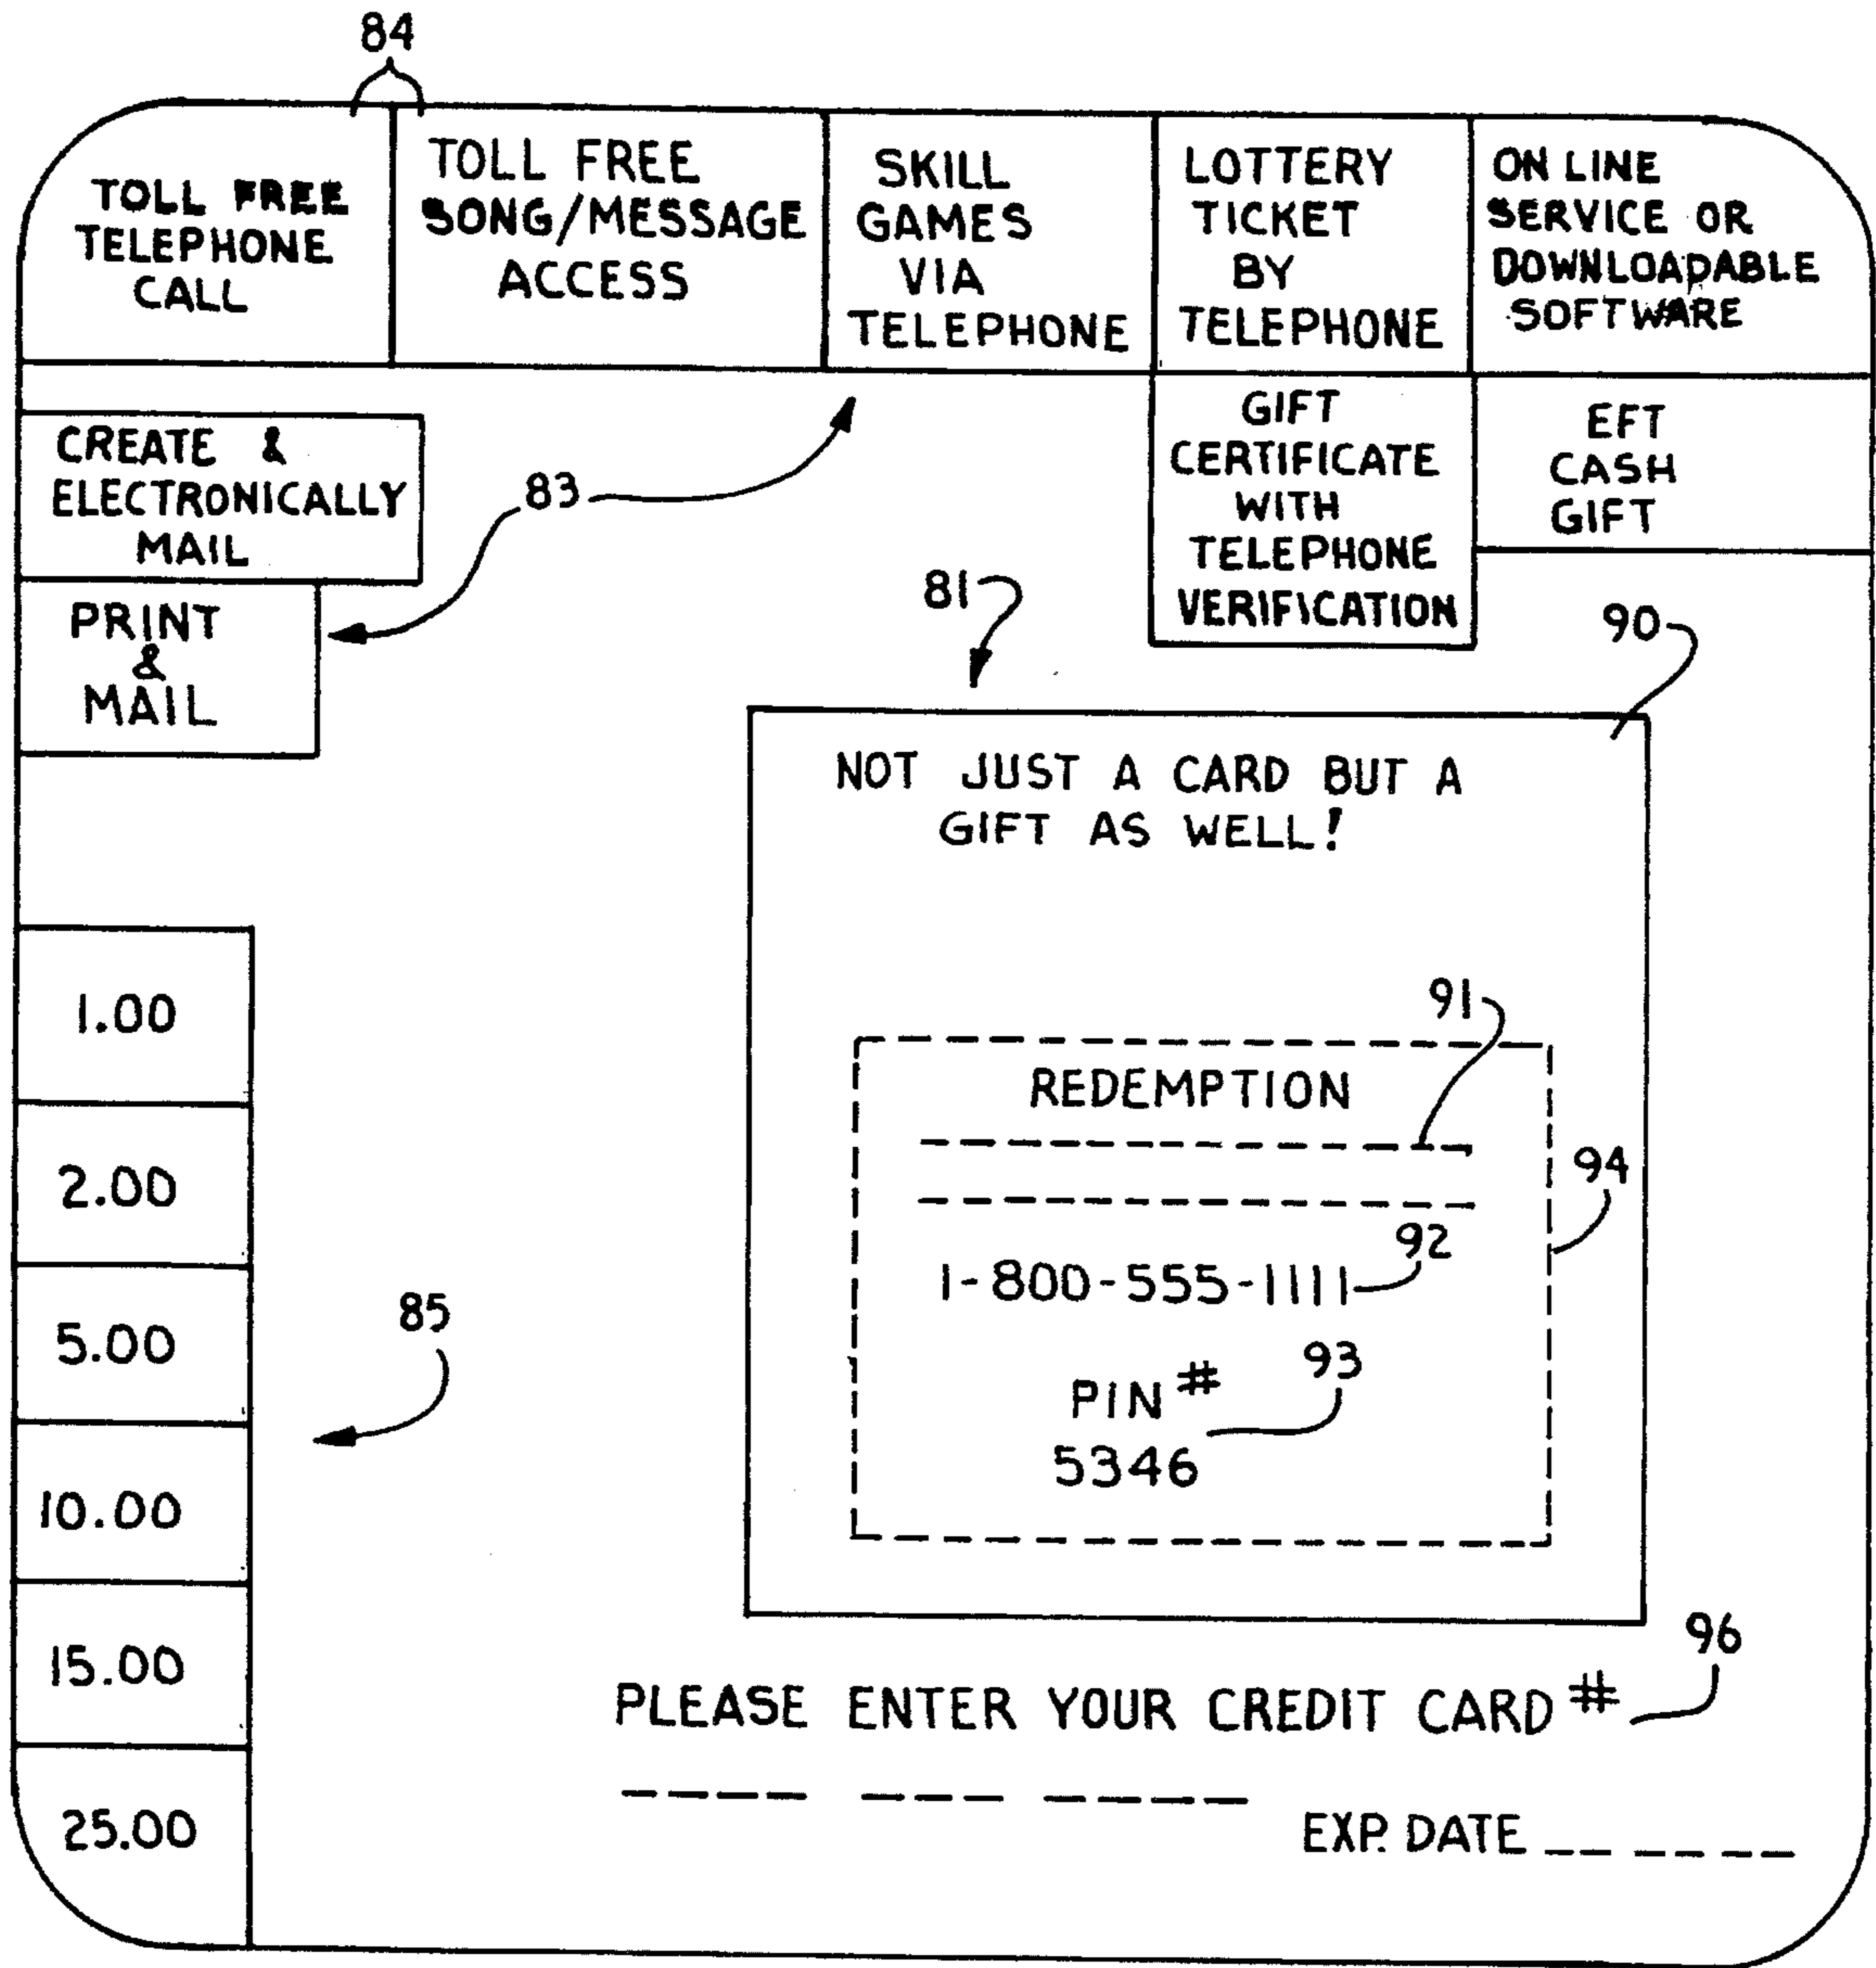 84
TOLL FREE
TELEPHONE
CALL
TOLL FREE
SONG/MESSAGE
ACCESS
SKILL
GAMES
VIA
TELEPHONE
LOTTERY
TICKET
BY
TELEPHONE
ON LINE
SERVICE OR
DOWNLOADABLE
SOFTWARE
CREATE &
ELECTRONICALLY
MAIL
PRINT
&
MAIL
83
GIFT
CERTIFICATE
WITH
TELEPHONE
VERIFICATION
EFT
CASH
GIFT
81
90
NOT JUST A CARD BUT A
GIFT AS WELL!
91
REDEMPTION
94
92
1-800-555-1111
93
PIN #
5346
1.00
2.00
5.00
10.00
15.00
25.00
85
96
PLEASE ENTER YOUR CREDIT CARD #
EXP. DATE